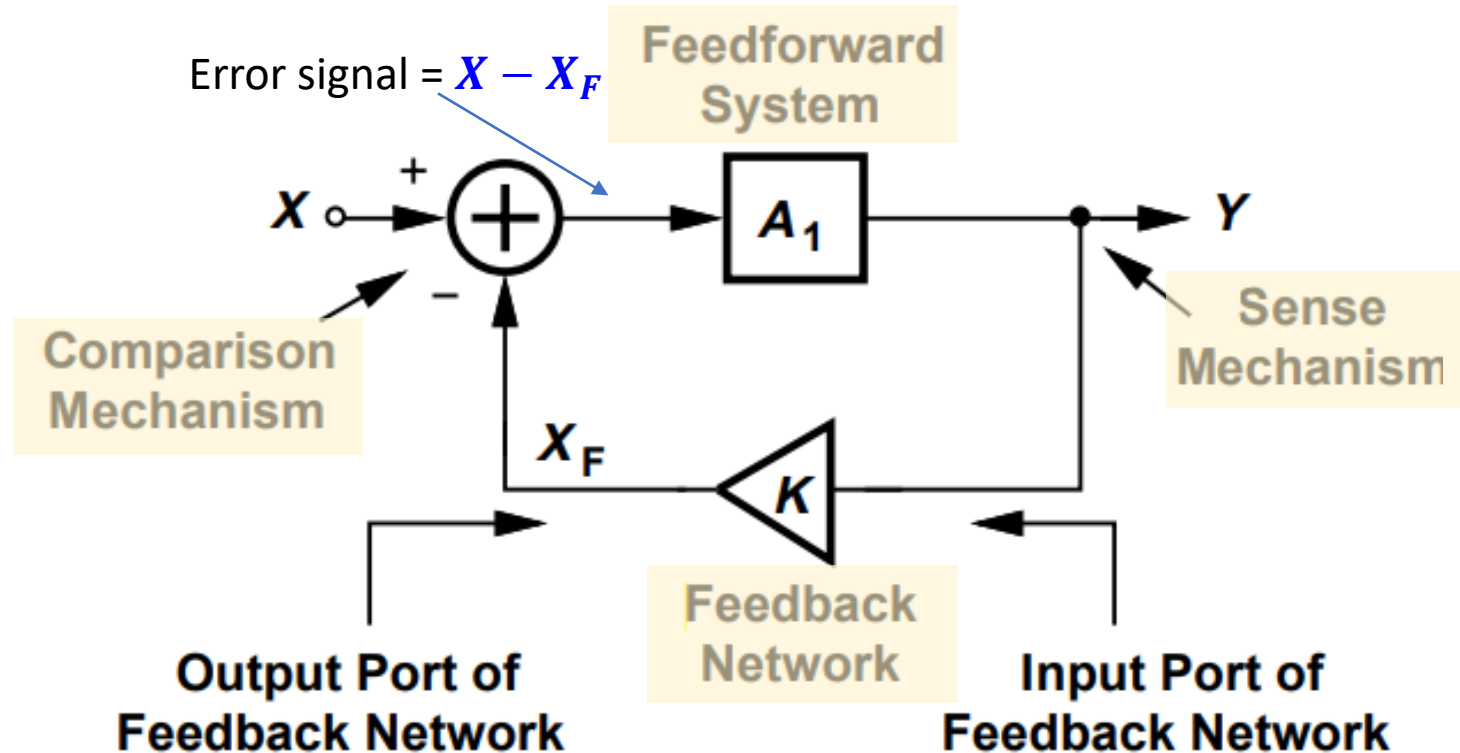 Error signal = X − X_F
Feedforward
System
+
X
A₁
Y
−
Comparison
Mechanism
Sense
Mechanism
X_F
K
Feedback
Network
Output Port of
Feedback Network
Input Port of
Feedback Network